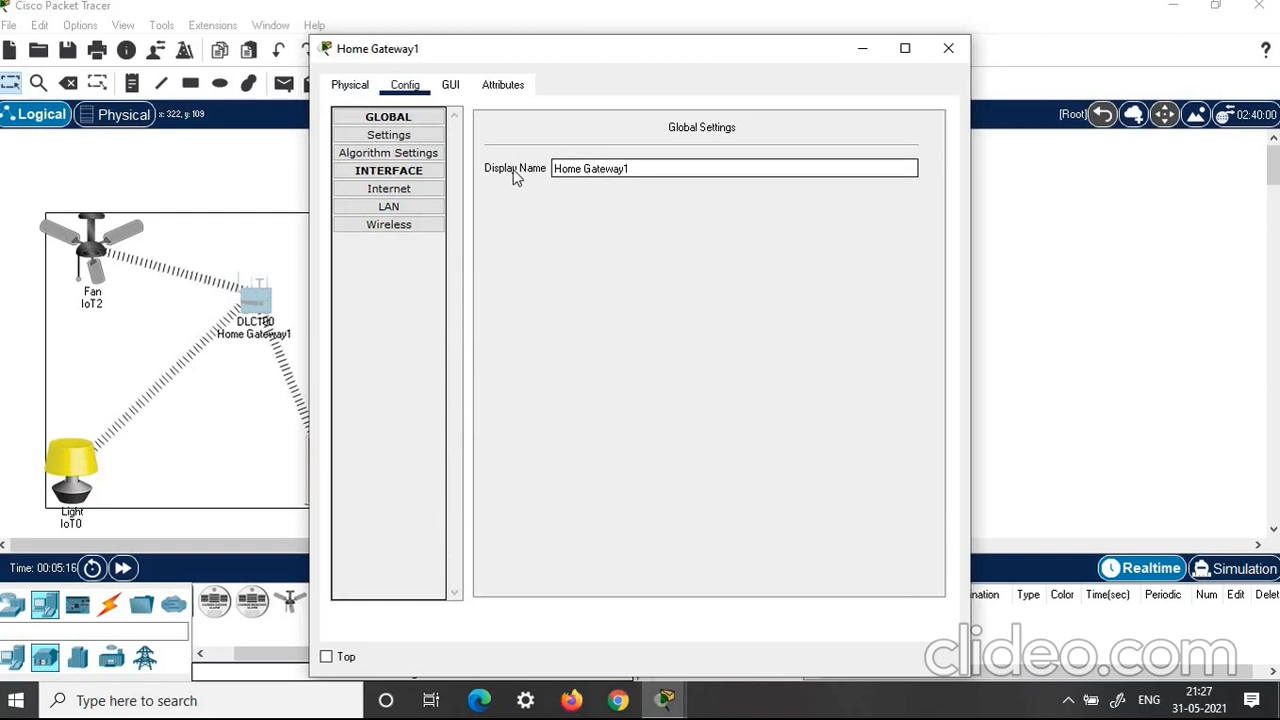 Cisco Packet Tracer
File Edit Options View Tools Extensions Window Help
Home Gateway1
Physical Config GUI Attributes
Logical Physical x: 322, y:109
[Root] 02:40:00
GLOBAL
Settings
Algorithm Settings
INTERFACE
Internet
LAN
Wireless
Global Settings
Display Name Home Gateway1
Fan
IoT2
DLC100
Home Gateway1
Light
IoT0
Time: 00:05:16
Realtime Simulation
ination Type Color Time(sec) Periodic Num Edit Delet
Top
clideo.com
Type here to search
ENG
21:27
31-05-2021